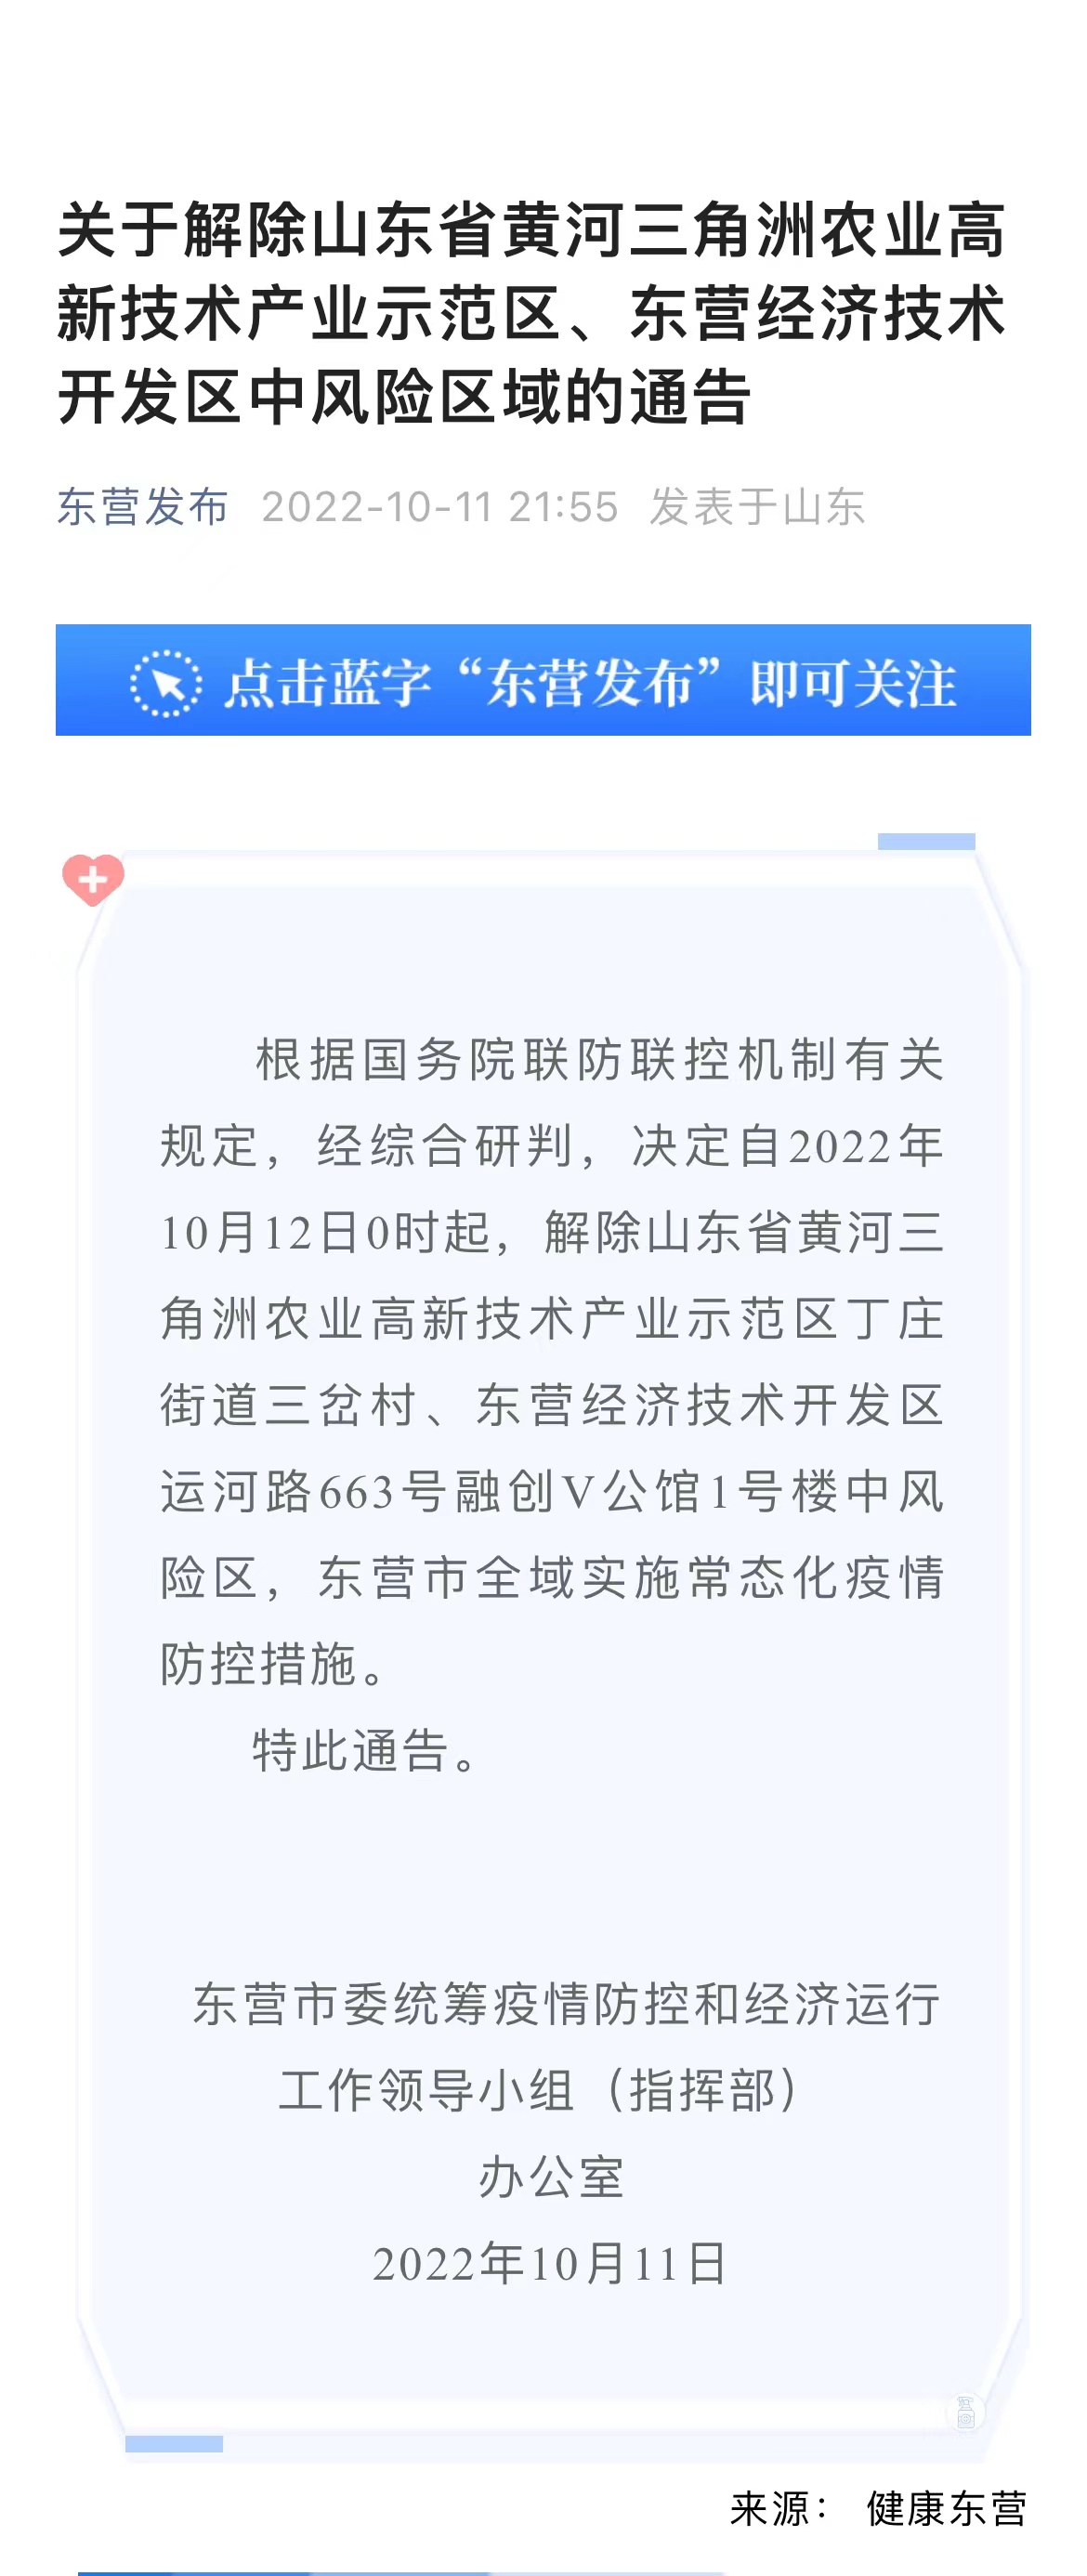 关于解除山东省黄河三角洲农业高
新技术产业示范区、东营经济技术
开发区中风险区域的通告
东营发布 2022-10-11 21:55 发表于山东
点击蓝字“东营发布”即可关注
根据国务院联防联控机制有关
规定，经综合研判，决定自2022年
10月12日0时起，解除山东省黄河三
角洲农业高新技术产业示范区丁庄
街道三岔村、东营经济技术开发区
运河路663号融创V公馆1号楼中风
险区，东营市全域实施常态化疫情
防控措施。
特此通告。
东营市委统筹疫情防控和经济运行
工作领导小组（指挥部）
办公室
2022年10月11日
来源： 健康东营